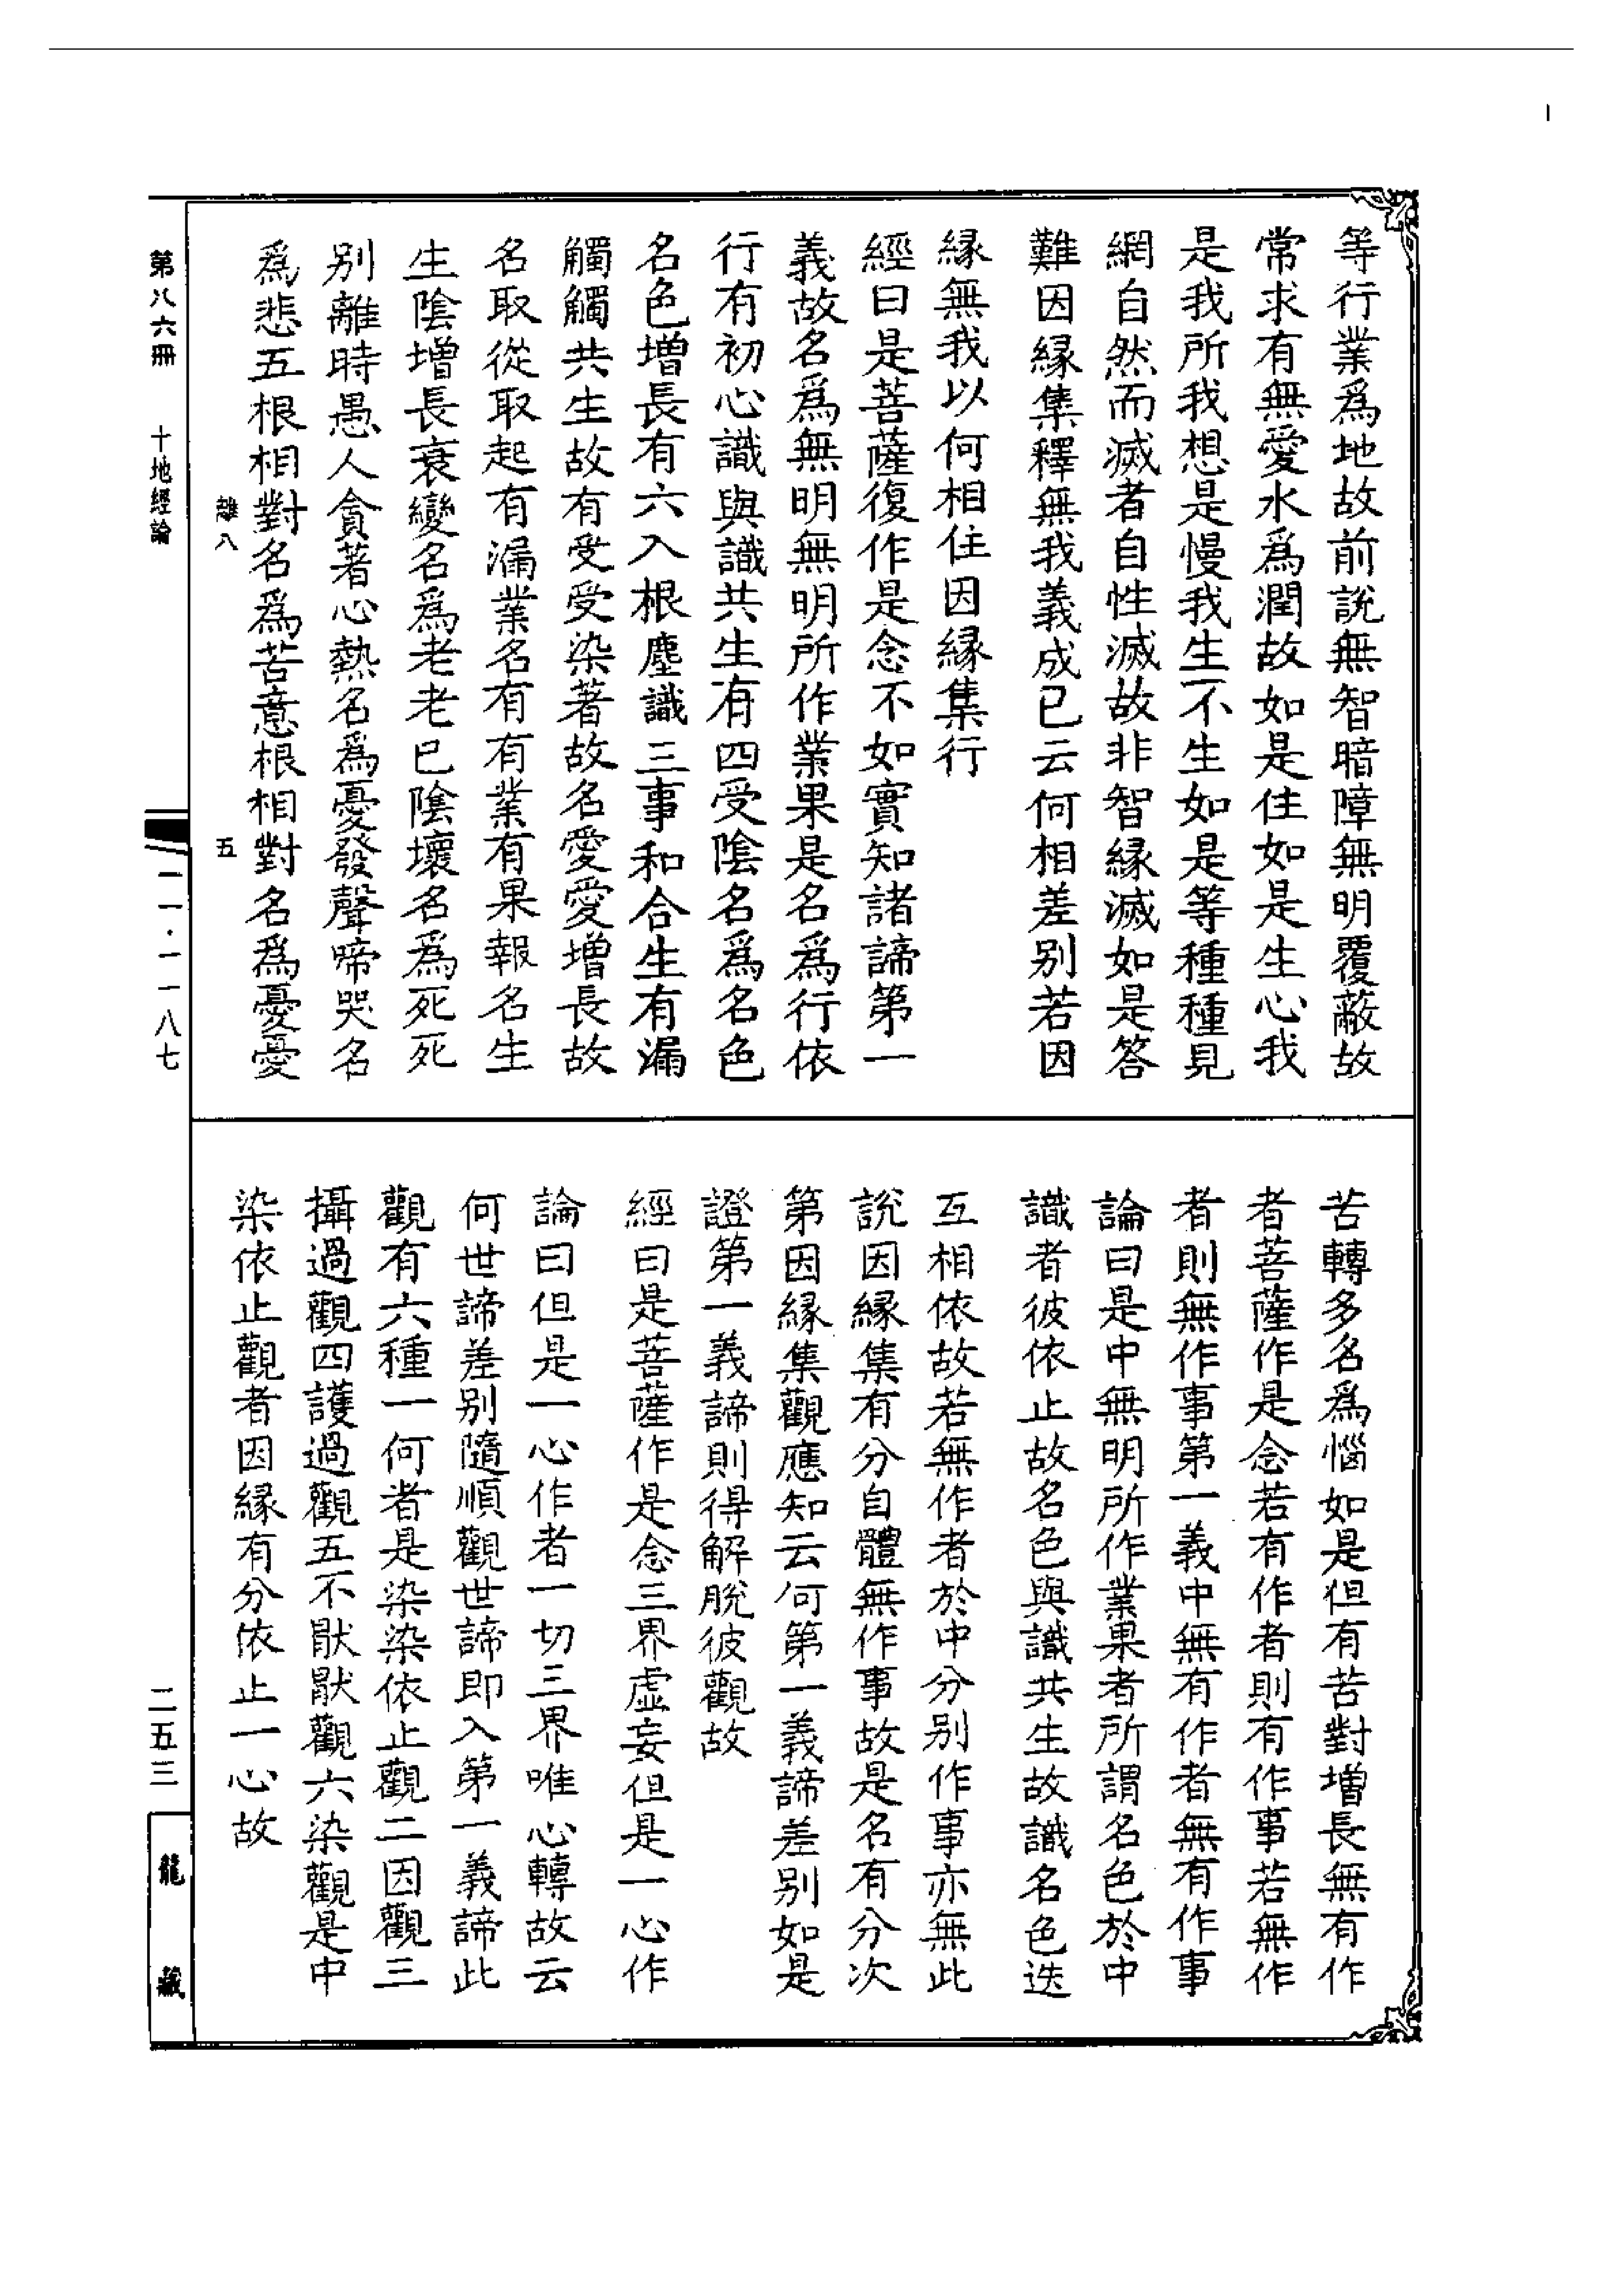 等行業爲地故前說無智暗障無明覆蔽故
常求有無愛水爲潤故如是住如是生心我
是我所我想是慢我生不生如是等種種見
網自然而滅者自性滅故非智緣滅如是答
難因緣集釋無我義成已云何相差別若因
緣無我以何相住因緣集行
經曰是菩薩復作是念不如實知諸諦第一
義故名爲無明無明所作業果是名爲行依
行有初心識與識共生有四受陰名爲名色
名色增長有六入根塵識三事和合生有漏
觸觸共生故有受受染著故名愛愛增長故
名取從取起有漏業名有有業有果報名生
生陰增長衰變名爲老老已陰壞名爲死死
別離時愚人貪著心熱名爲憂發聲啼哭名
爲悲五根相對名爲苦意根相對名爲憂憂
苦轉多名爲惱如是但有苦對增長無有作
者菩薩作是念若有作者則有作事若無作
者則無作事第一義中無有作者無有作事
論曰是中無明所作業果者所謂名色於中
識者彼依止故名色與識共生故識名色迭
互相依故若無作者於中分別作事亦無此
說因緣集有分自體無作事故是名有分次
第因緣集觀應知云何第一義諦差別如是
證第一義諦則得解脫彼觀故
經曰是菩薩作是念三界虛妄但是一心作
論曰但是一心作者一切三界唯心轉故云
何世諦差別隨順觀世諦即入第一義諦此
觀有六種一何者是染染依止觀二因觀三
攝過觀四護過觀五不厭厭觀六染觀是中
染依止觀者因緣有分依止一心故
離八
五
第八六冊
十地經論
二一·一一八七
二五三
龍藏